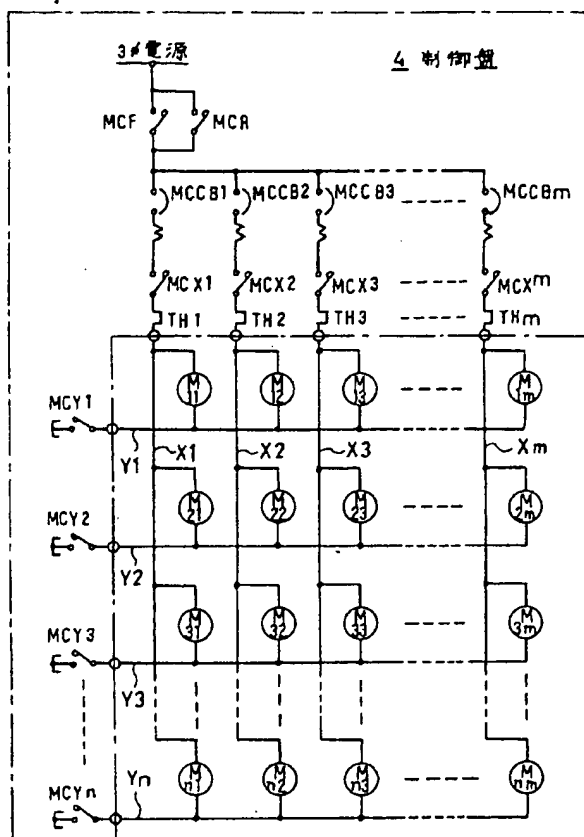 3φ電源
4 制御盤
MCF
MCR
MCCB1
MCCB2
MCCB3
MCCBm
MCX1
MCX2
MCX3
MCXm
TH1
TH2
TH3
THm
MCY1
M11
M12
M13
M1m
Y1
X1
X2
X3
Xm
MCY2
M21
M22
M23
M2m
Y2
MCY3
M31
M32
M33
M3m
Y3
MCYn
Yn
Mn1
Mn2
Mn3
Mnm